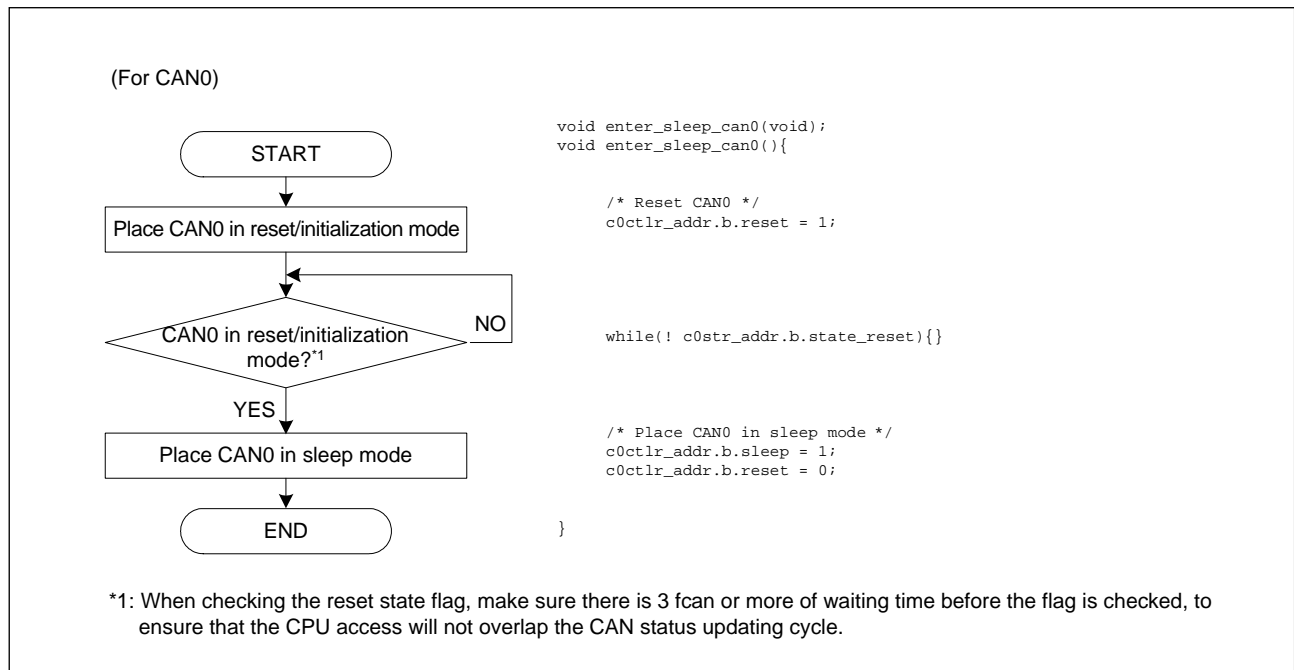 (For CAN0)
START
Place CAN0 in reset/initialization mode
CAN0 in reset/initialization
mode?*1
NO
YES
Place CAN0 in sleep mode
END
void enter_sleep_can0(void);
void enter_sleep_can0(){
/* Reset CAN0 */
c0ctlr_addr.b.reset = 1;
while(! c0str_addr.b.state_reset){}
/* Place CAN0 in sleep mode */
c0ctlr_addr.b.sleep = 1;
c0ctlr_addr.b.reset = 0;
}
*1: When checking the reset state flag, make sure there is 3 fcan or more of waiting time before the flag is checked, to
ensure that the CPU access will not overlap the CAN status updating cycle.